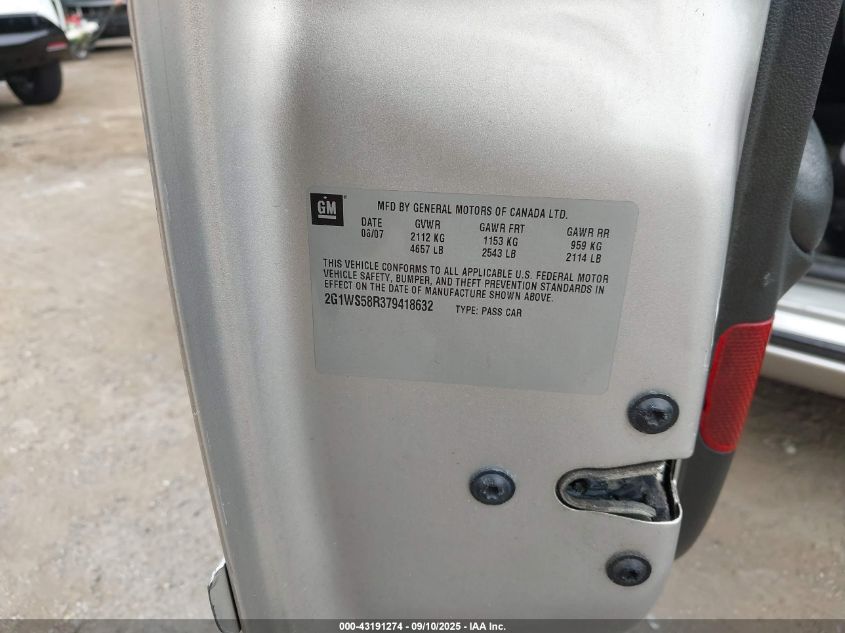 GM
MFD BY GENERAL MOTORS OF CANADA LTD.
DATE GVWR GAWR FRT GAWR RR
06/07 2112 KG 1153 KG 959 KG
4657 LB 2543 LB 2114 LB
THIS VEHICLE CONFORMS TO ALL APPLICABLE U.S. FEDERAL MOTOR
VEHICLE SAFETY, BUMPER, AND THEFT PREVENTION STANDARDS IN
EFFECT ON THE DATE OF MANUFACTURE SHOWN ABOVE.
2G1WS58R379418632 TYPE: PASS CAR
000-43191274 - 09/10/2025 - IAA Inc.